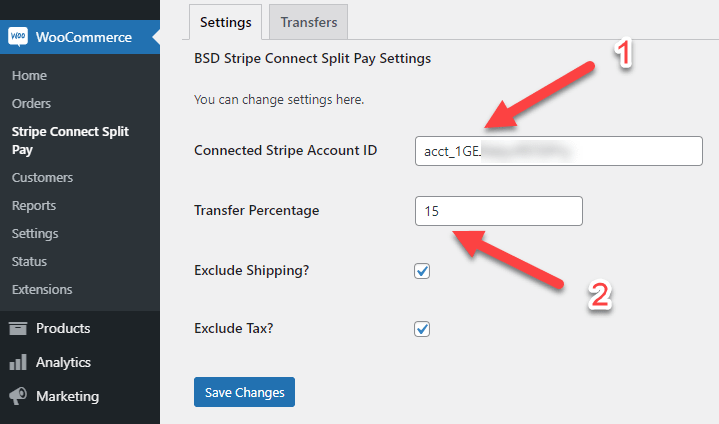 WOO
WooCommerce
Home
Orders
Stripe Connect Split
Pay
Customers
Reports
Settings
Status
Extensions
Products
Analytics
Marketing
Settings
Transfers
BSD Stripe Connect Split Pay Settings
You can change settings here.
1
Connected Stripe Account ID
acct_1GE
Transfer Percentage
15
2
Exclude Shipping?
Exclude Tax?
Save Changes